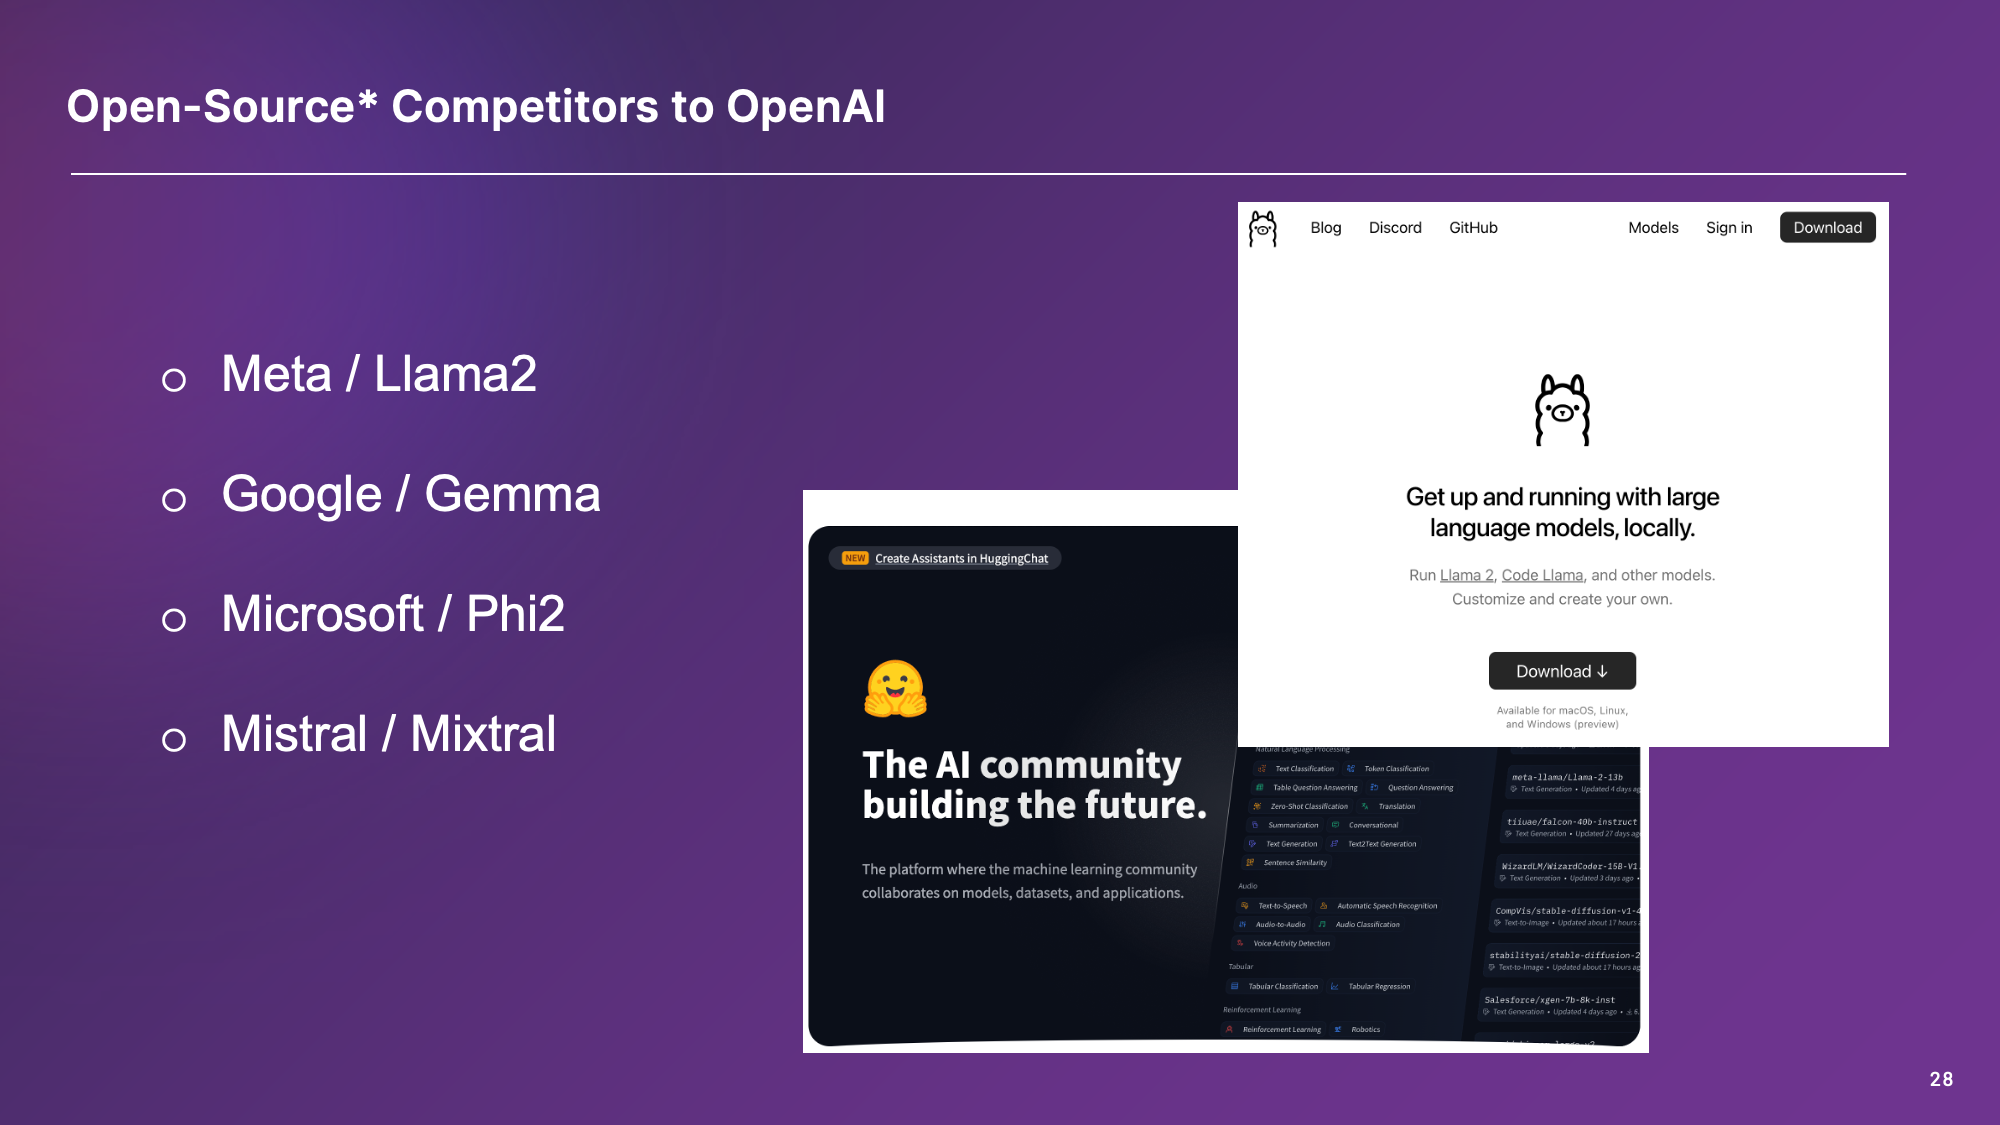 Open-Source* Competitors to OpenAI
Meta / Llama2
Google / Gemma
Microsoft / Phi2
Mistral / Mixtral
Blog Discord GitHub Models Sign in Download
Get up and running with large
language models, locally.
Run Llama 2, Code Llama, and other models.
Customize and create your own.
Download ↓
Available for macOS, Linux,
and Windows (preview)
NEW Create Assistants in HuggingChat
The AI community
building the future.
The platform where the machine learning community
collaborates on models, datasets, and applications.
Natural Language Processing
Text Classification Token Classification
Table Question Answering Question Answering
Zero-Shot Classification Translation
Summarization Conversational
Text Generation Text2Text Generation
Sentence Similarity
Audio
Text-to-Speech Automatic Speech Recognition
Audio-to-Audio Audio Classification
Voice Activity Detection
Tabular
Tabular Classification Tabular Regression
Reinforcement Learning
Reinforcement Learning Robotics
meta-llama/Llama-2-13b
Text Generation • Updated 4 days ag
tiiuae/falcon-40b-instruct
Text Generation • Updated 27 days ag
WizardLM/WizardCoder-15B-V1
Text Generation • Updated 3 days ago •
CompVis/stable-diffusion-v1-4
Text-to-Image • Updated about 17 hours
stabilityai/stable-diffusion-2
Text-to-Image • Updated about 17 hours ag
Salesforce/xgen-7b-8k-inst
Text Generation • Updated 4 days ago • 6.
28